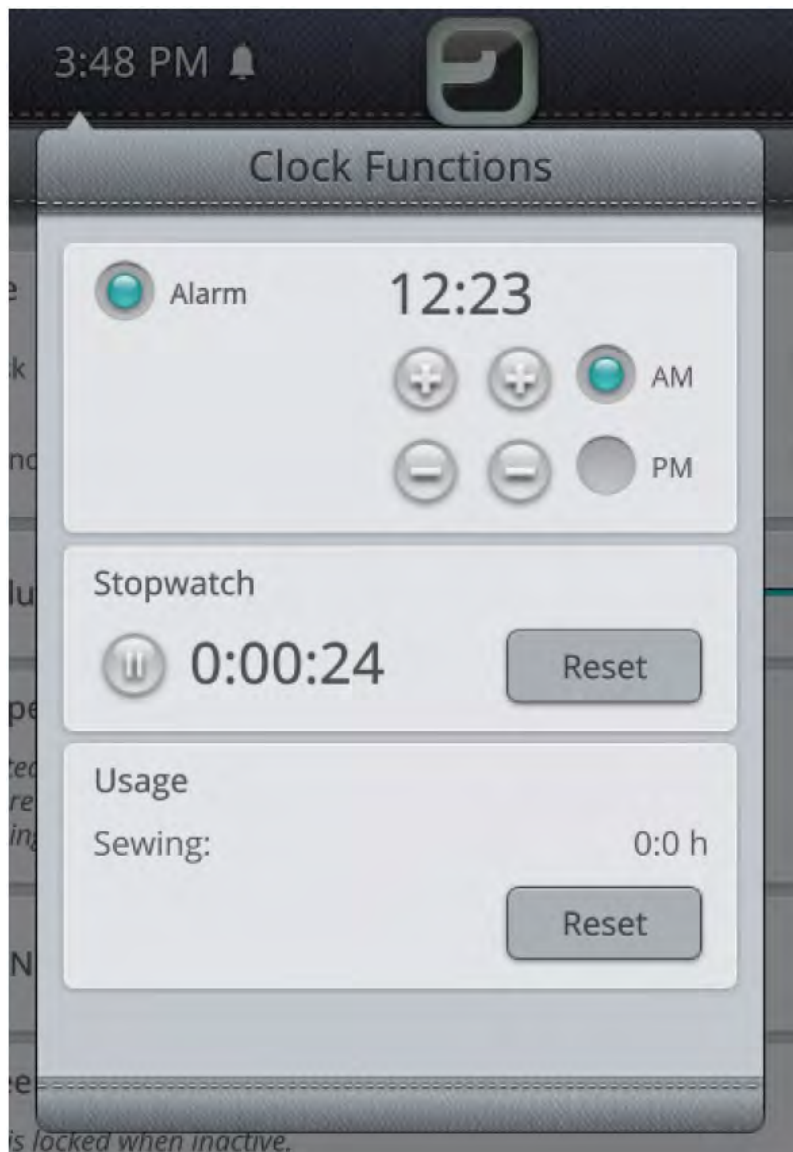 3:48 PM
Clock Functions
Alarm 12:23
AM
PM
Stopwatch
0:00:24 Reset
Usage
Sewing: 0:0 h
Reset
is locked when inactive.